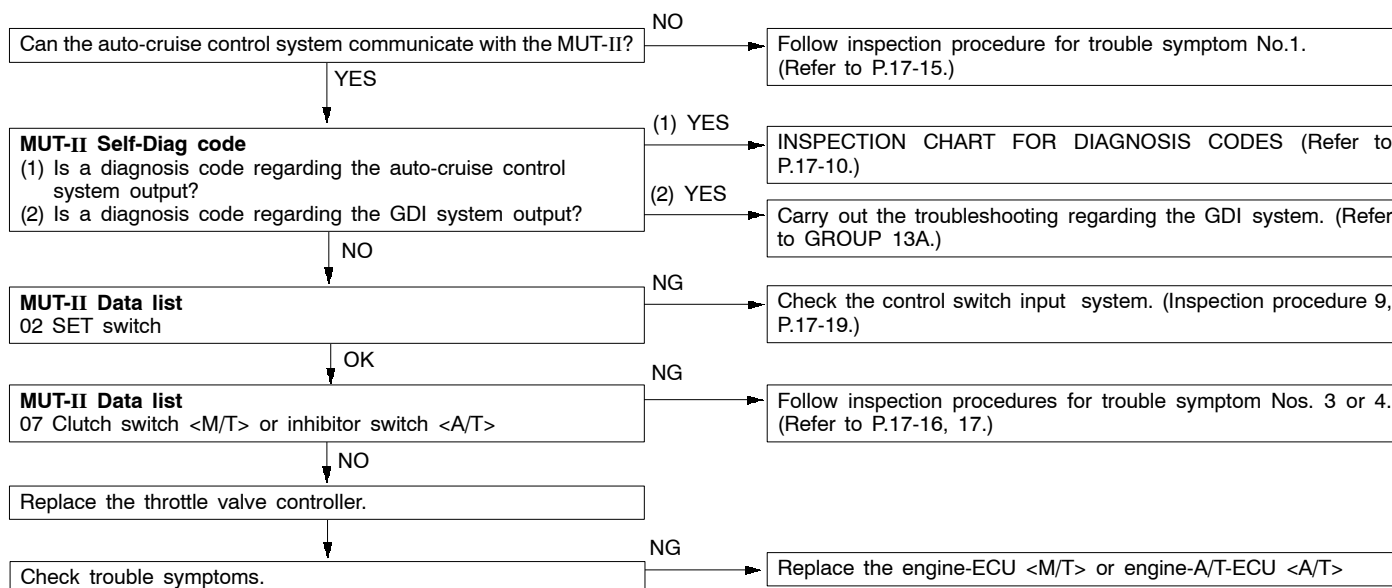 NO
Can the auto-cruise control system communicate with the MUT-II?
Follow inspection procedure for trouble symptom No.1.
(Refer to P.17-15.)
YES
MUT-II Self-Diag code
(1) Is a diagnosis code regarding the auto-cruise control
system output?
(2) Is a diagnosis code regarding the GDI system output?
(1) YES
INSPECTION CHART FOR DIAGNOSIS CODES (Refer to
P.17-10.)
(2) YES
Carry out the troubleshooting regarding the GDI system. (Refer
to GROUP 13A.)
NO
MUT-II Data list
02 SET switch
NG
Check the control switch input system. (Inspection procedure 9,
P.17-19.)
OK
MUT-II Data list
07 Clutch switch <M/T> or inhibitor switch <A/T>
NG
Follow inspection procedures for trouble symptom Nos. 3 or 4.
(Refer to P.17-16, 17.)
NO
Replace the throttle valve controller.
Check trouble symptoms.
NG
Replace the engine-ECU <M/T> or engine-A/T-ECU <A/T>